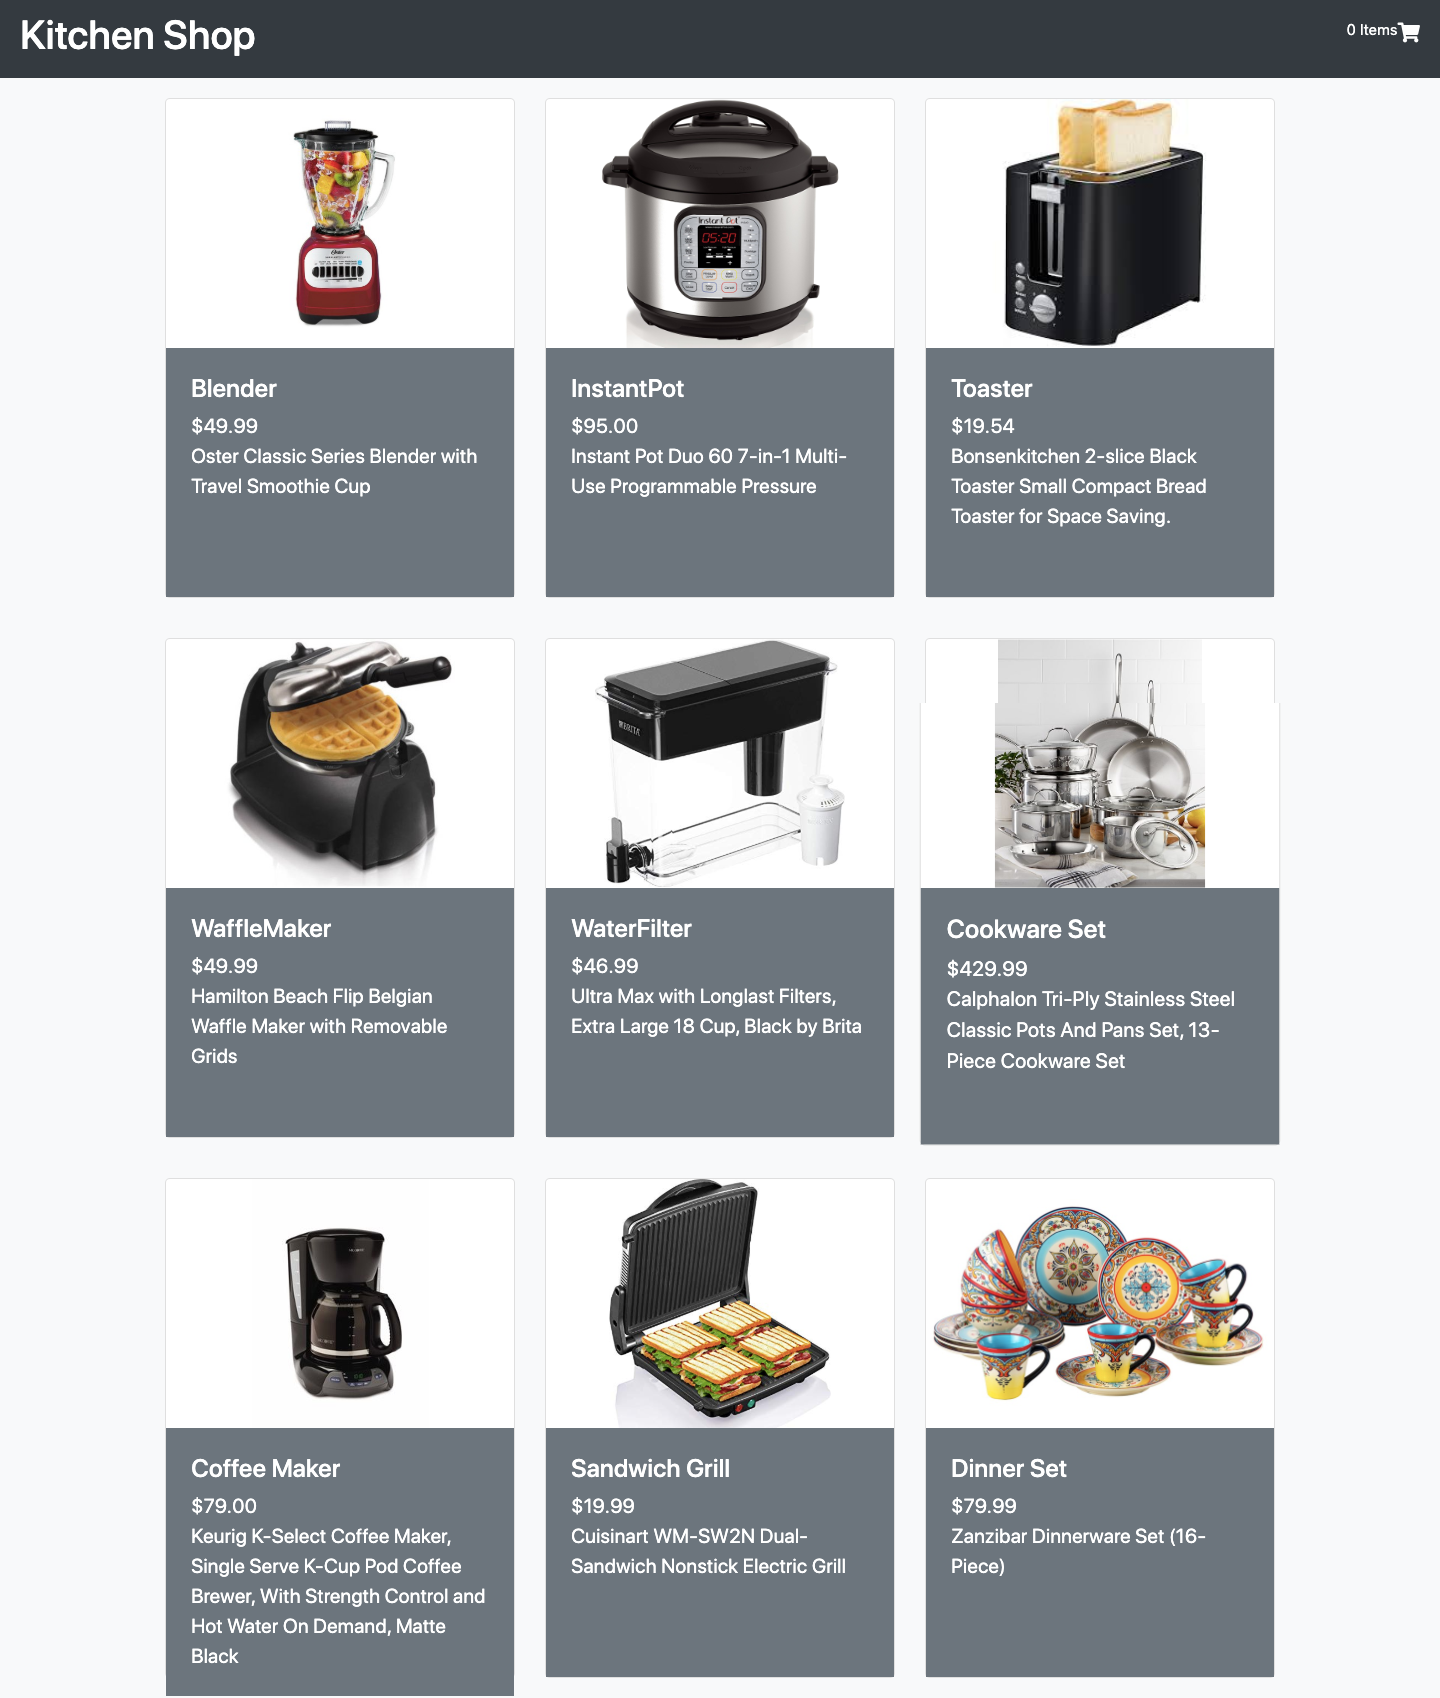 Kitchen Shop
0 Items
Oster
Instant Pot
05:20
BRITA
Blender
$49.99
Oster Classic Series Blender with
Travel Smoothie Cup
InstantPot
$95.00
Instant Pot Duo 60 7-in-1 Multi-
Use Programmable Pressure
Toaster
$19.54
Bonsenkitchen 2-slice Black
Toaster Small Compact Bread
Toaster for Space Saving.
WaffleMaker
$49.99
Hamilton Beach Flip Belgian
Waffle Maker with Removable
Grids
WaterFilter
$46.99
Ultra Max with Longlast Filters,
Extra Large 18 Cup, Black by Brita
Cookware Set
$429.99
Calphalon Tri-Ply Stainless Steel
Classic Pots And Pans Set, 13-
Piece Cookware Set
Coffee Maker
$79.00
Keurig K-Select Coffee Maker,
Single Serve K-Cup Pod Coffee
Brewer, With Strength Control and
Hot Water On Demand, Matte
Black
Sandwich Grill
$19.99
Cuisinart WM-SW2N Dual-
Sandwich Nonstick Electric Grill
Dinner Set
$79.99
Zanzibar Dinnerware Set (16-
Piece)